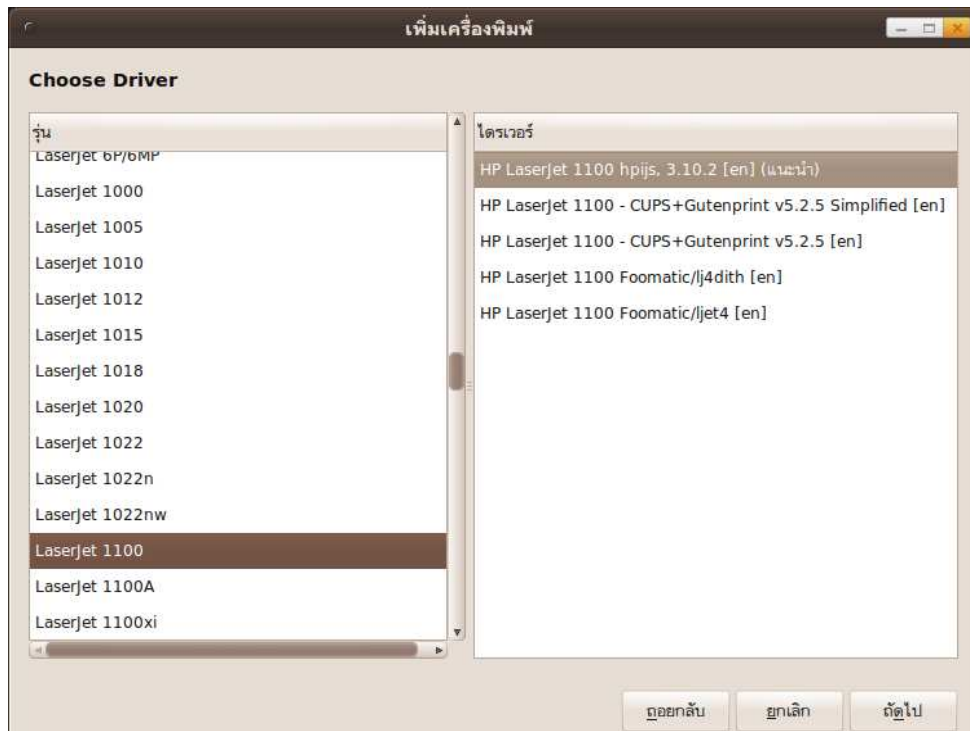 เพิ่มเครื่องพิมพ์
Choose Driver
รุ่น
LaserJet 6P/6MP
LaserJet 1000
LaserJet 1005
LaserJet 1010
LaserJet 1012
LaserJet 1015
LaserJet 1018
LaserJet 1020
LaserJet 1022
LaserJet 1022n
LaserJet 1022nw
LaserJet 1100
LaserJet 1100A
LaserJet 1100xi
ไดรเวอร์
HP LaserJet 1100 hpijs, 3.10.2 [en] (แนะนำ)
HP LaserJet 1100 - CUPS+Gutenprint v5.2.5 Simplified [en]
HP LaserJet 1100 - CUPS+Gutenprint v5.2.5 [en]
HP LaserJet 1100 Foomatic/lj4dith [en]
HP LaserJet 1100 Foomatic/ljet4 [en]
ถอยกลับ
ยกเลิก
ถัดไป